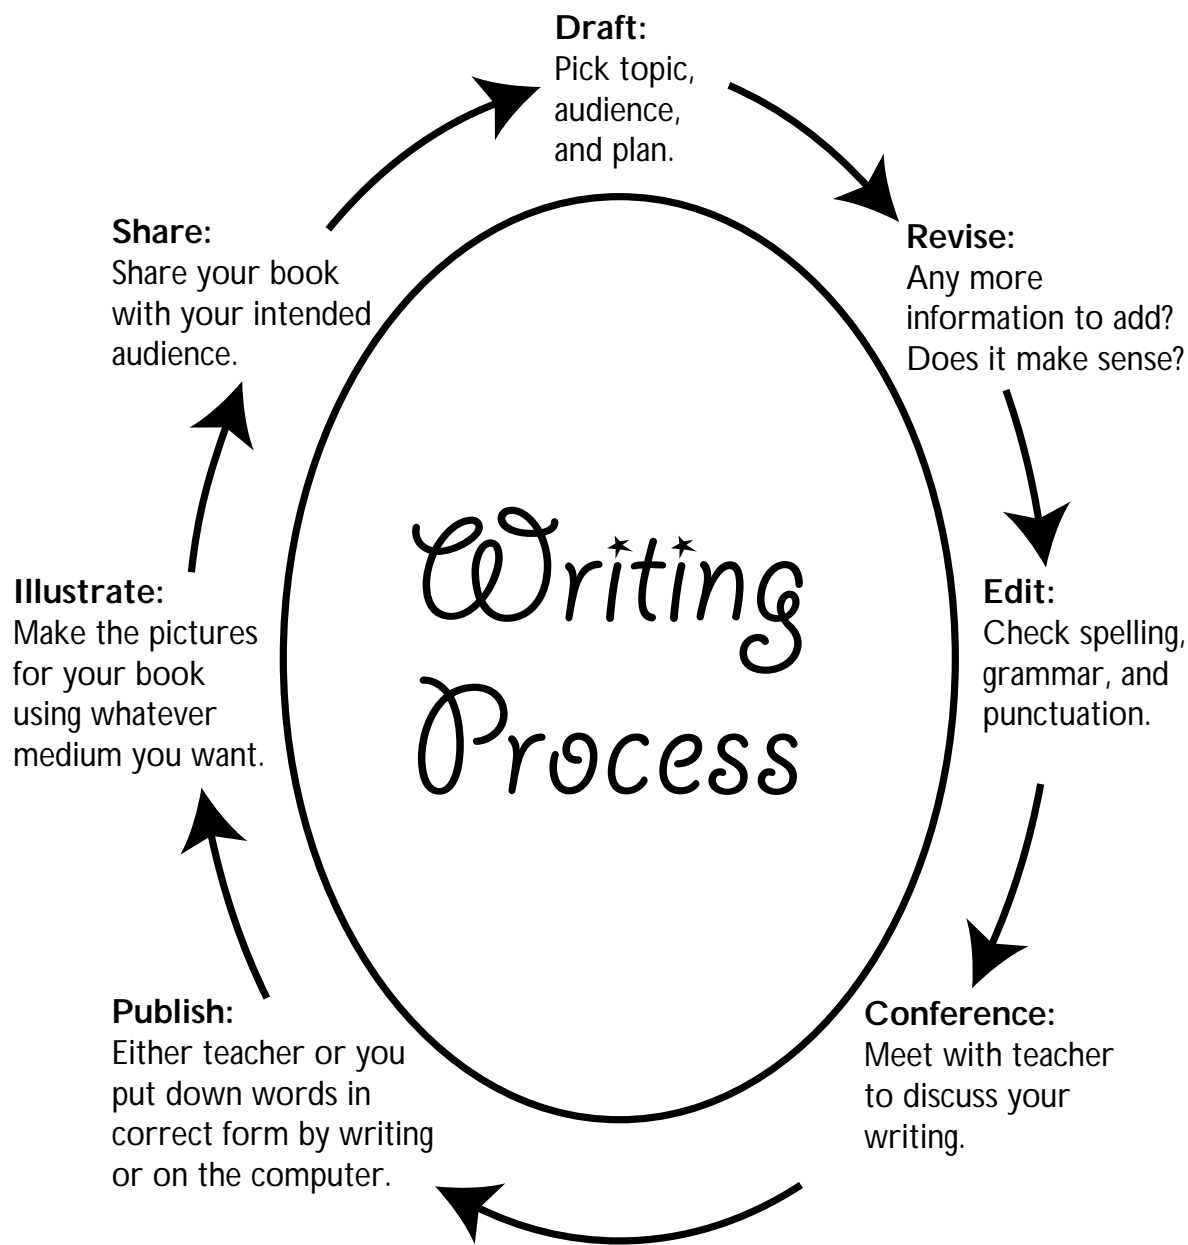 Draft:
Pick topic,
audience,
and plan.
Revise:
Any more
information to add?
Does it make sense?
Edit:
Check spelling,
grammar, and
punctuation.
Conference:
Meet with teacher
to discuss your
writing.
Publish:
Either teacher or you
put down words in
correct form by writing
or on the computer.
Illustrate:
Make the pictures
for your book
using whatever
medium you want.
Share:
Share your book
with your intended
audience.
Writing
Process